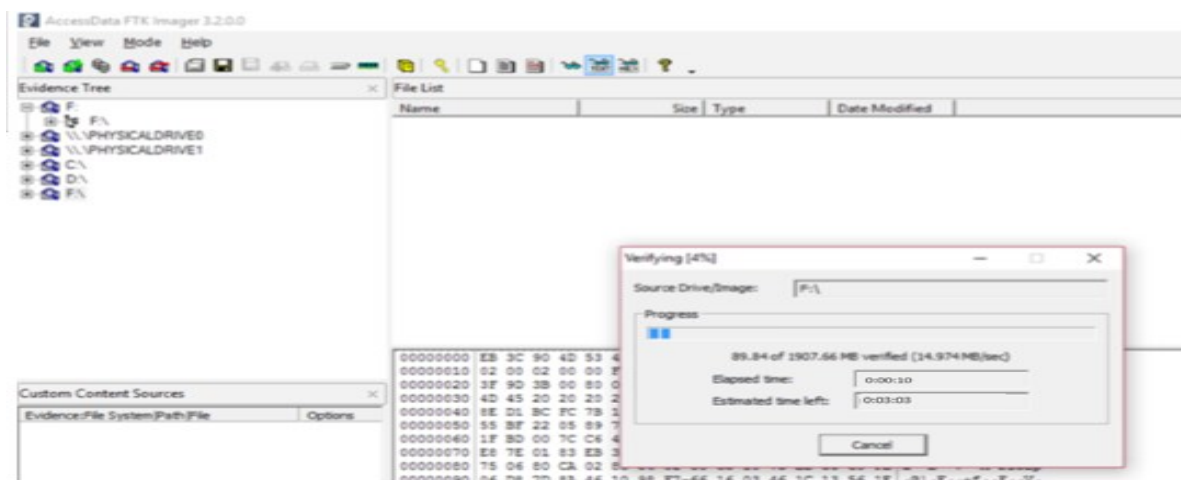 AccessData FTK Imager 3.2.0.0
File View Mode Help
Evidence Tree
F:
F:\
\\.\PHYSICALDRIVE0
\\.\PHYSICALDRIVE1
C:\
D:\
F:\
File List
Name Size Type Date Modified
Verifying [4%]
Source Drive/Image: F:\
Progress
89.84 of 1907.66 MB verified (14.974 MB/sec)
Elapsed time: 0:00:10
Estimated time left: 0:03:03
Cancel
Custom Content Sources
Evidence:File System|Path|File Options
00000000 EB 3C 90 4D 53
00000010 02 00 02 00 00
00000020 3F 9D 3B 00 80
00000030 4D 45 20 20 20
00000040 8E D1 BC FC 7B
00000050 55 BF 22 05 89
00000060 1F BD 00 7C C6
00000070 E8 7E 01 83 EB
00000080 75 06 80 CA 02